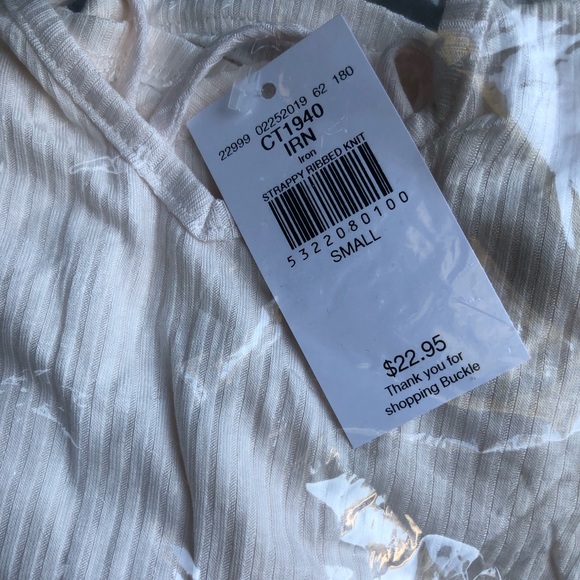 22999 02252019 62 180
CT1940
IRN
Iron
STRAPPY RIBBED KNIT
5322080100
SMALL
$22.95
Thank you for
shopping Buckle